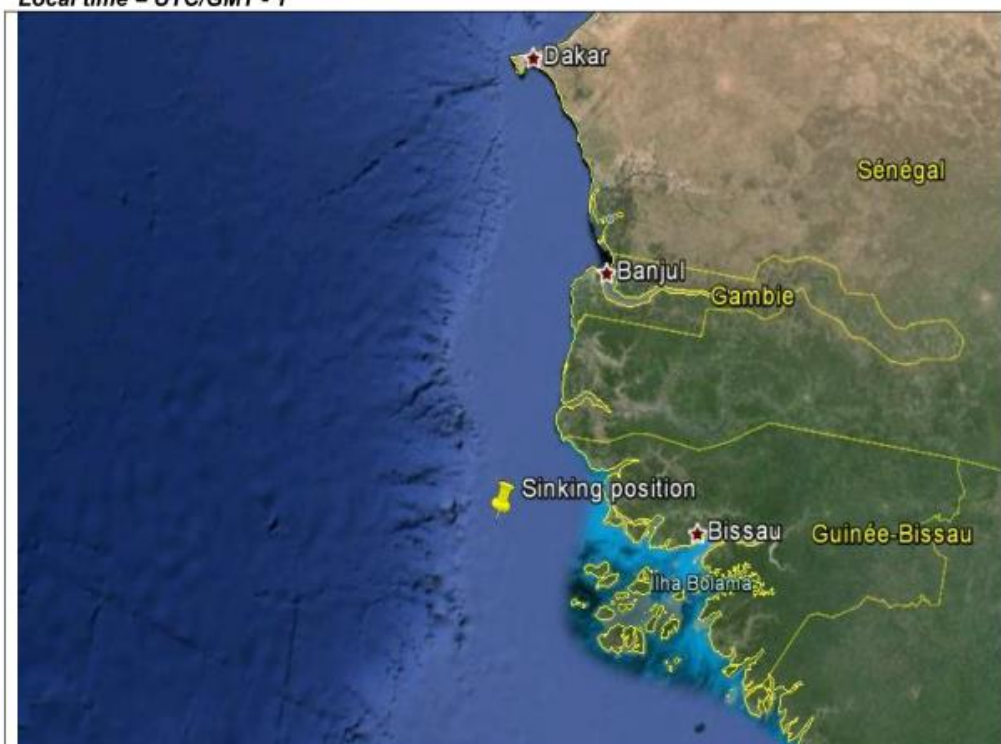 Local time = UTC/GMT - 1
Dakar
Sénégal
Banjul
Gambie
Sinking position
Bissau
Guinée-Bissau
Ilha Bolama